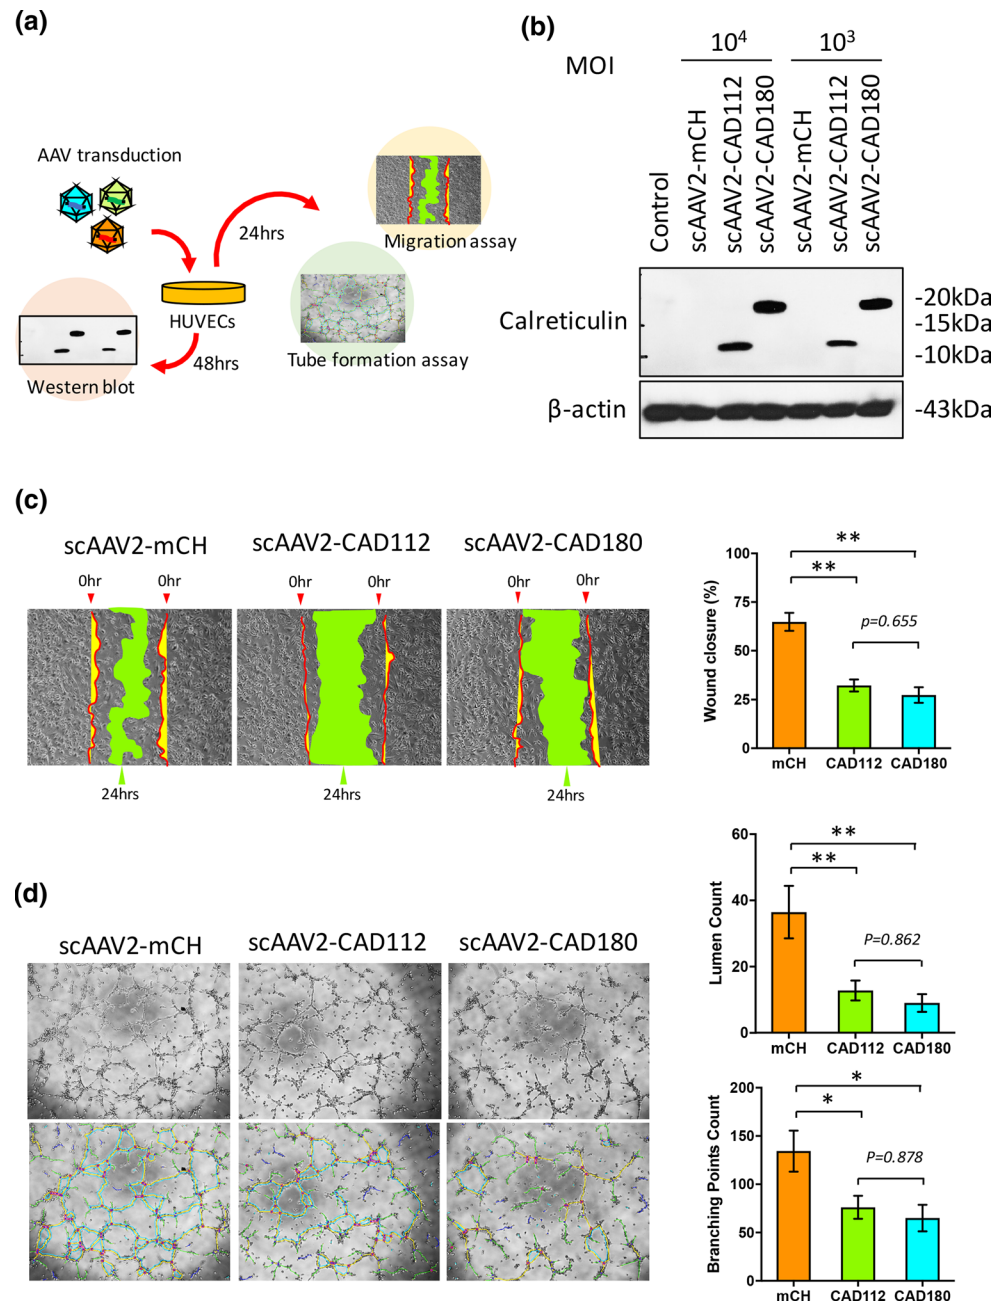 (a)
AAV transduction
24hrs
Migration assay
HUVECs
48hrs
Tube formation assay
Western blot
(b)
MOI
10⁴
10³
Control
scAAV2-mCH
scAAV2-CAD112
scAAV2-CAD180
scAAV2-mCH
scAAV2-CAD112
scAAV2-CAD180
Calreticulin
-20kDa
-15kDa
-10kDa
β-actin
-43kDa
(c)
scAAV2-mCH
scAAV2-CAD112
scAAV2-CAD180
0hr
0hr
0hr
0hr
0hr
0hr
24hrs
24hrs
24hrs
Wound closure (%)
100
75
50
25
0
**
**
p=0.655
mCH
CAD112
CAD180
(d)
scAAV2-mCH
scAAV2-CAD112
scAAV2-CAD180
Lumen Count
60
40
20
0
**
**
P=0.862
mCH
CAD112
CAD180
Branching Points Count
200
150
100
50
0
*
*
P=0.878
mCH
CAD112
CAD180